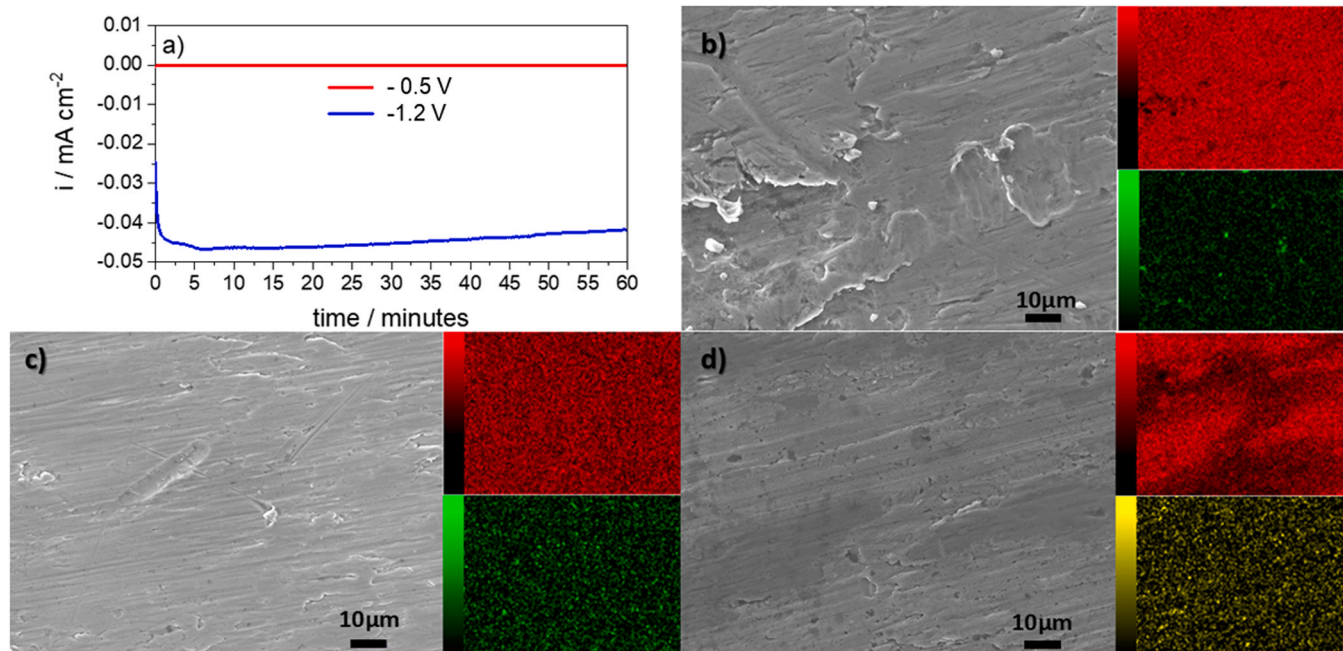 a)
0.01
0.00
-0.01
-0.02
-0.03
-0.04
-0.05
i / mA cm⁻²
- 0.5 V
-1.2 V
0 5 10 15 20 25 30 35 40 45 50 55 60
time / minutes
b)
10μm
c)
10μm
d)
10μm